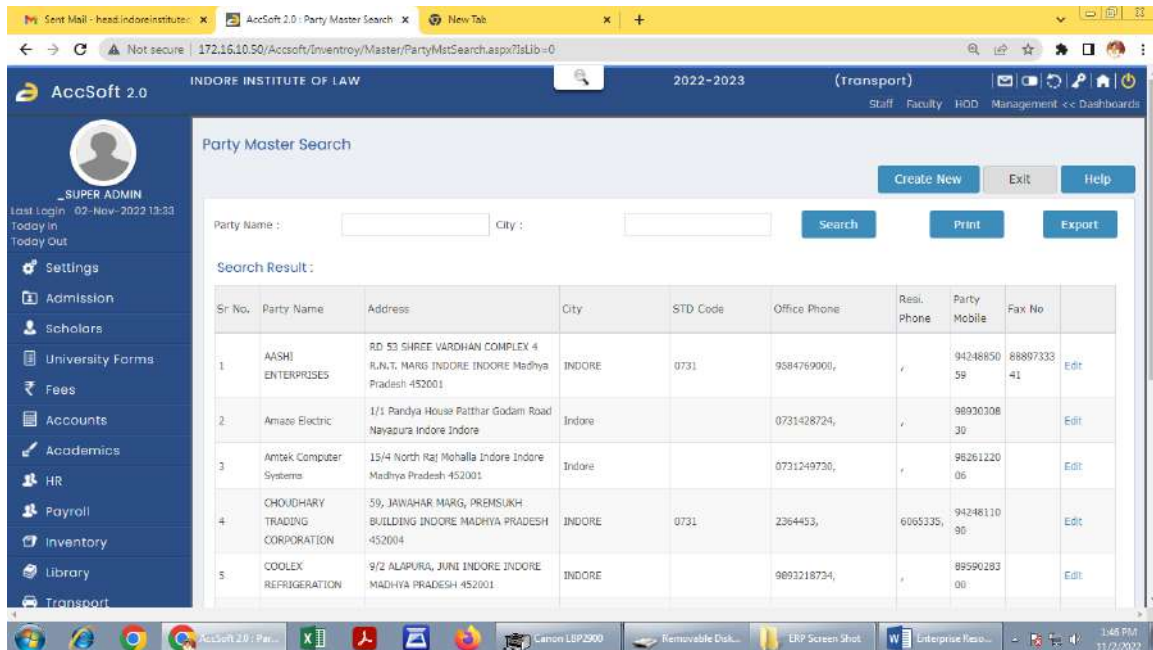 Sent Mail - head.indoreinstitute
AccSoft 2.0 : Party Master Search
New Tab
Not secure
172.16.10.50/Accsoft/Inventroy/Master/PartyMstSearch.aspx?IsLib=0
AccSoft 2.0
INDORE INSTITUTE OF LAW
2022-2023
(Transport)
Staff Faculty HOD Management << Dashboards
_SUPER ADMIN
Last Login 02-Nov-2022 13:33
Today In
Today Out
Settings
Admission
Scholars
University Forms
Fees
Accounts
Academics
HR
Payroll
Inventory
Library
Transport
Party Master Search
Create New
Exit
Help
Party Name :
City :
Search
Print
Export
Search Result :
Sr No. Party Name Address City STD Code Office Phone Resi. Phone Party Mobile Fax No
1 AASHI ENTERPRISES RD 53 SHREE VARDHAN COMPLEX 4 R.N.T. MARG INDORE INDORE Madhya Pradesh 452001 INDORE 0731 9584769000, , 9424885059 8889733341 Edit
2 Amaze Electric 1/1 Pandya House Patthar Godam Road Nayapura Indore Indore Indore 0731428724, , 9893030830 Edit
3 Amtek Computer Systems 15/4 North Raj Mohalla Indore Indore Madhya Pradesh 452001 Indore 0731249730, , 9826122006 Edit
4 CHOUDHARY TRADING CORPORATION 59, JAWAHAR MARG, PREMSUKH BUILDING INDORE MADHYA PRADESH 452004 INDORE 0731 2364453, 6065335, 9424811090 Edit
5 COOLEX REFRIGERATION 9/2 ALAPURA, JUNI INDORE INDORE MADHYA PRADESH 452001 INDORE 9893218734, , 8959028300 Edit
AccSoft 2.0 : Par...
Canon LBP2900
Removable Disk...
ERP Screen Shot
Enterprise Reso...
1:46 PM
11/2/2022